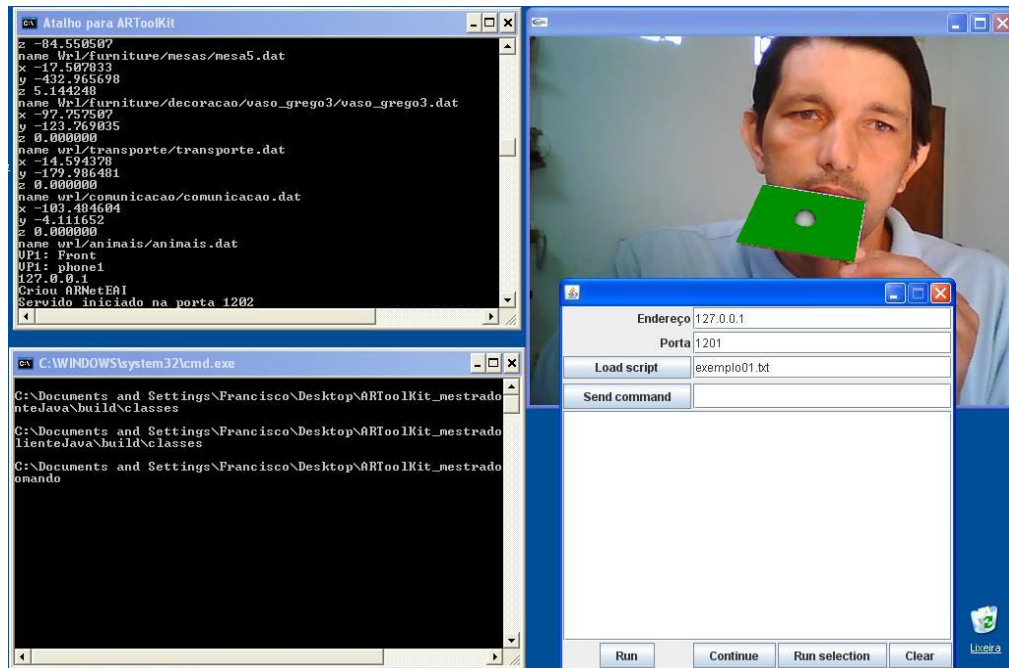 Atalho para ARToolKit
z -84.550507
name Wrl/furniture/mesas/mesa5.dat
x -17.507833
y -432.965698
z 5.144248
name Wrl/furniture/decoracao/vaso_grego3/vaso_grego3.dat
x -97.757507
y -123.769035
z 0.000000
name wrl/transporte/transporte.dat
x -14.594378
y -179.986481
z 0.000000
name wrl/comunicacao/comunicacao.dat
x -103.484604
y -4.111652
z 0.000000
name wrl/animais/animais.dat
VP1: Front
VP1: phone1
127.0.0.1
Criou ARNetEAI
Servido iniciado na porta 1202
C:\WINDOWS\system32\cmd.exe
C:\Documents and Settings\Francisco\Desktop\ARToolKit_mestrado
nteJava\build\classes
C:\Documents and Settings\Francisco\Desktop\ARToolKit_mestrado
lienteJava\build\classes
C:\Documents and Settings\Francisco\Desktop\ARToolKit_mestrado
omando
Endereço 127.0.0.1
Porta 1201
Load script exemplo01.txt
Send command
Run Continue Run selection Clear
Lixeira